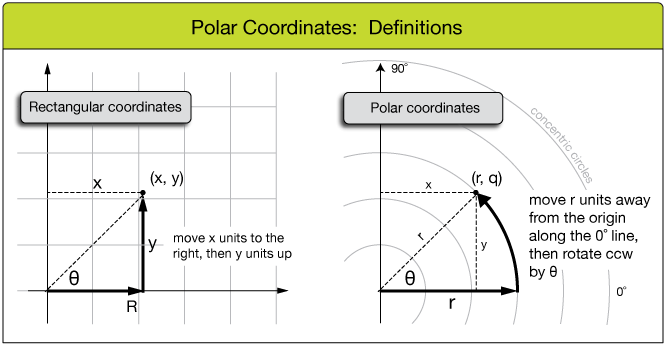 Polar Coordinates:  Definitions
Rectangular coordinates
x
(x, y)
y
move x units to the
right, then y units up
θ
R
90°
Polar coordinates
concentric circles
x
(r, q)
r
y
move r units away
from the origin
along the 0° line,
then rotate ccw
by θ
θ
r
0°